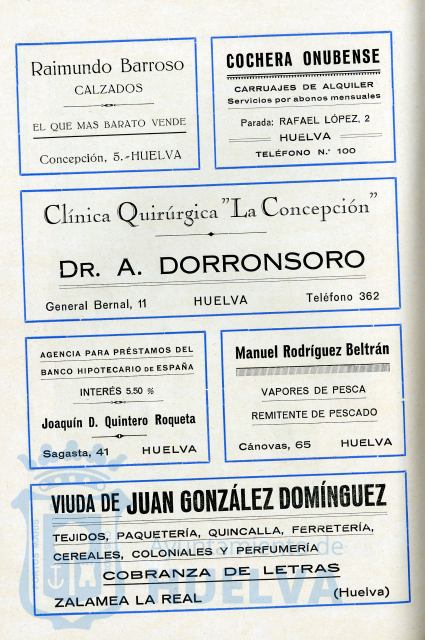 Raimundo Barroso
CALZADOS
EL QUE MAS BARATO VENDE
Concepción, 5.-HUELVA
COCHERA ONUBENSE
CARRUAJES DE ALQUILER
Servicios por abonos mensuales
Parada: RAFAEL LÓPEZ, 2
HUELVA
TELÉFONO N.º 100
Clínica Quirúrgica "La Concepción"
DR. A. DORRONSORO
General Bernal, 11 HUELVA Teléfono 362
AGENCIA PARA PRÉSTAMOS DEL
BANCO HIPOTECARIO DE ESPAÑA
INTERÉS 5.50 %
Joaquín D. Quintero Roqueta
Sagasta, 41 HUELVA
Manuel Rodríguez Beltrán
VAPORES DE PESCA
REMITENTE DE PESCADO
Cánovas, 65 HUELVA
VIUDA DE JUAN GONZÁLEZ DOMÍNGUEZ
TEJIDOS, PAQUETERÍA, QUINCALLA, FERRETERÍA,
CEREALES, COLONIALES Y PERFUMERÍA
COBRANZA DE LETRAS
ZALAMEA LA REAL (Huelva)
Ayuntamiento de
HUELVA